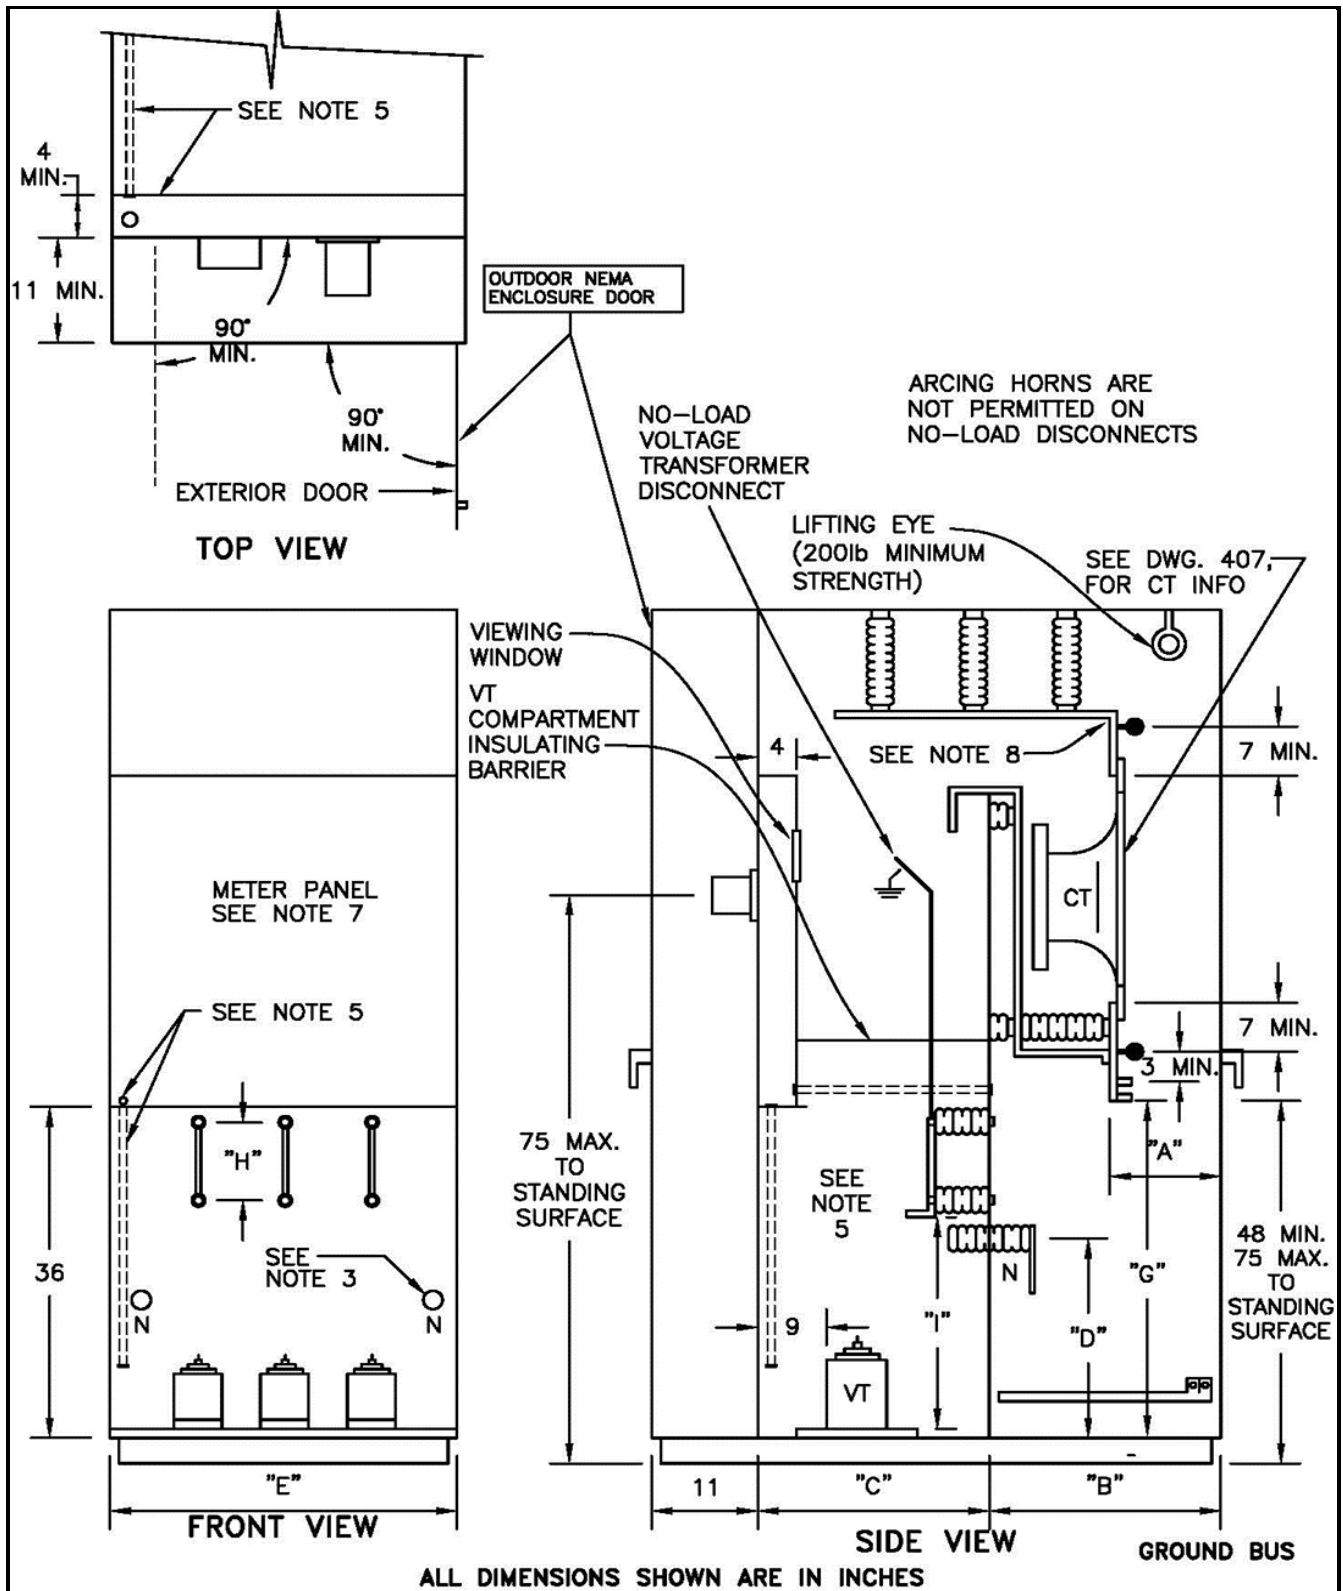 SEE NOTE 5
4
MIN.
11 MIN.
90°
MIN.
90°
MIN.
EXTERIOR DOOR
TOP VIEW
OUTDOOR NEMA
ENCLOSURE DOOR
NO-LOAD
VOLTAGE
TRANSFORMER
DISCONNECT
ARCING HORNS ARE
NOT PERMITTED ON
NO-LOAD DISCONNECTS
LIFTING EYE
(200lb MINIMUM
STRENGTH)
SEE DWG. 407,
FOR CT INFO
VIEWING
WINDOW
VT
COMPARTMENT
INSULATING
BARRIER
4
SEE NOTE 8
7 MIN.
METER PANEL
SEE NOTE 7
CT
SEE NOTE 5
7 MIN.
3 MIN.
"H"
"A"
75 MAX.
TO
STANDING
SURFACE
SEE
NOTE
5
36
SEE
NOTE 3
N
N
N
"G"
48 MIN.
75 MAX.
TO
STANDING
SURFACE
9
"I"
"D"
VT
"E"
11
"C"
"B"
FRONT VIEW
SIDE VIEW
GROUND BUS
ALL DIMENSIONS SHOWN ARE IN INCHES